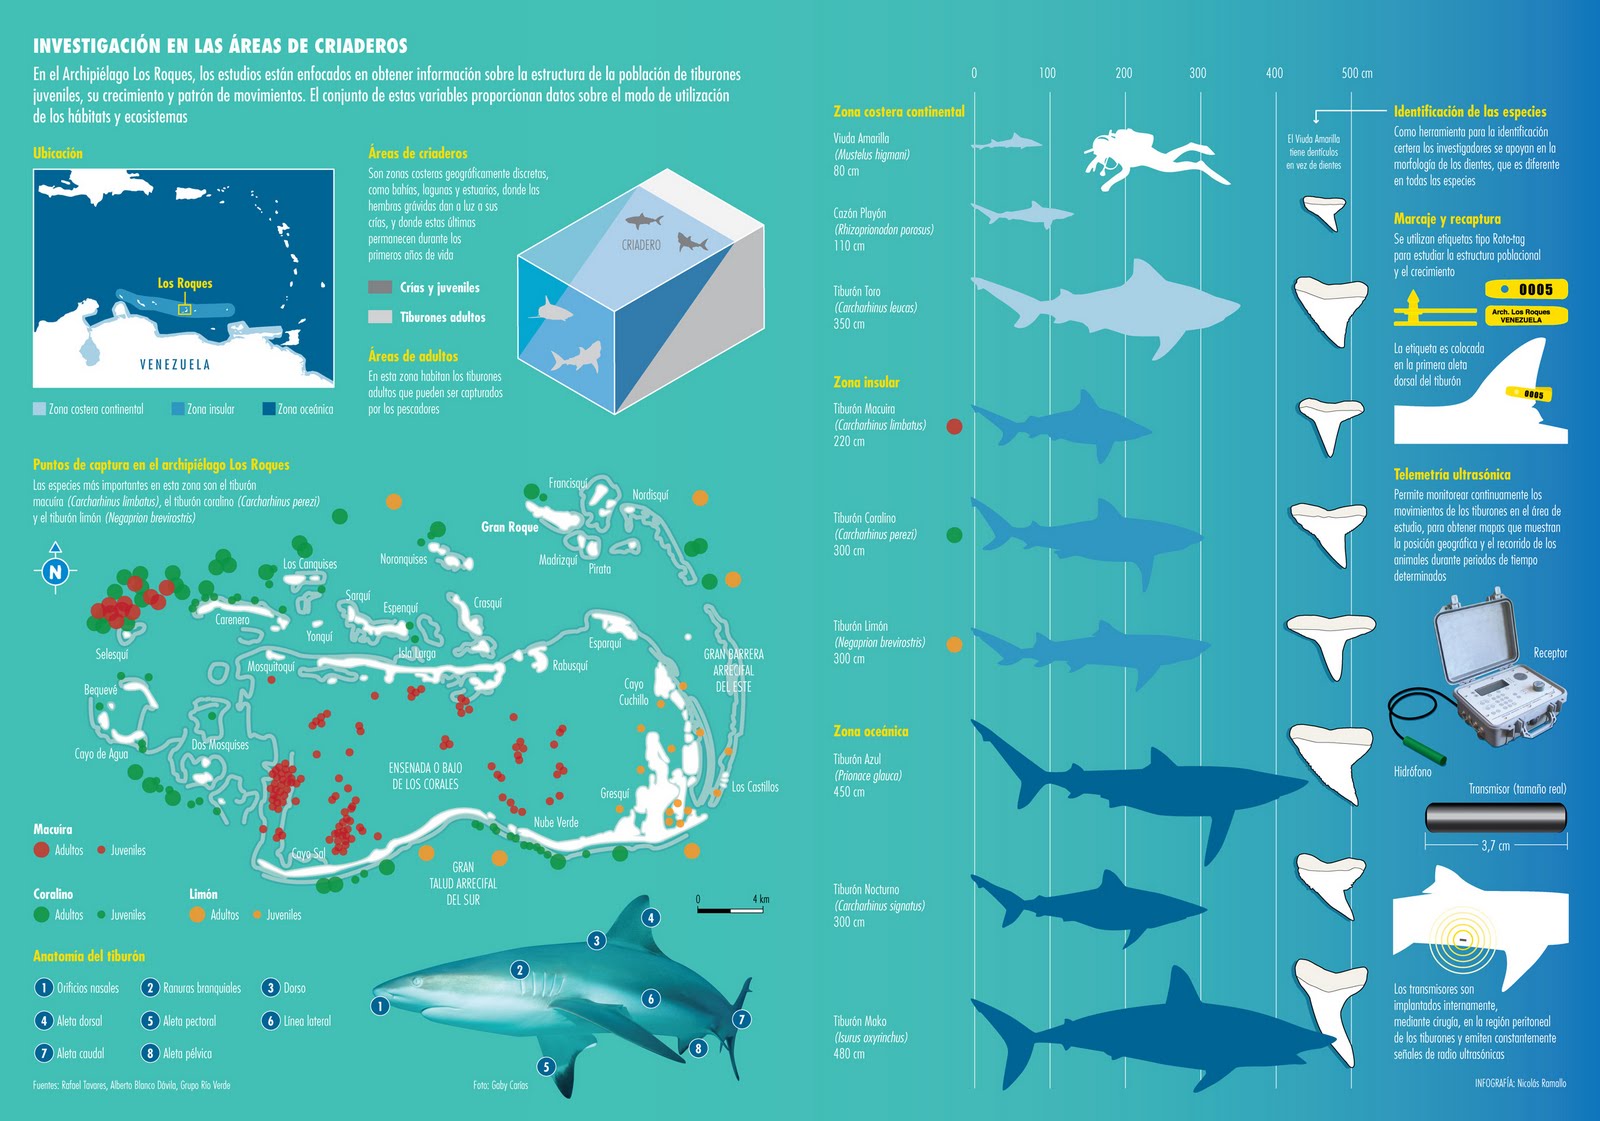 INVESTIGACIÓN EN LAS ÁREAS DE CRIADEROS
En el Archipiélago Los Roques, los estudios están enfocados en obtener información sobre la estructura de la población de tiburones
juveniles, su crecimiento y patrón de movimientos. El conjunto de estas variables proporcionan datos sobre el modo de utilización
de los hábitats y ecosistemas
Ubicación
Los Roques
VENEZUELA
Zona costera continental
Zona insular
Zona oceánica
Áreas de criaderos
Son zonas costeras geográficamente discretas,
como bahías, lagunas y estuarios, donde las
hembras grávidas dan a luz a sus
crías, y donde estas últimas
permanecen durante los
primeros años de vida
Crías y juveniles
Tiburones adultos
Áreas de adultos
En esta zona habitan los tiburones
adultos que pueden ser capturados
por los pescadores
CRIADERO
Puntos de captura en el archipiélago Los Roques
Las especies más importantes en esta zona son el tiburón
macuira (Carcharhinus limbatus), el tiburón coralino (Carcharhinus perezi)
y el tiburón limón (Negaprion brevirostris)
N
Francisquí
Nordisquí
Gran Roque
Madrizquí
Pirata
Noronquises
Los Canquises
Sarquí
Espenquí
Crasquí
Carenero
Yonquí
Isla Larga
Esparquí
Selesquí
Mosquitoquí
Rabusquí
GRAN BARRERA
ARRECIFAL
DEL ESTE
Bequevé
Cayo
Cuchillo
Cayo de Agua
Dos Mosquises
ENSENADA O BAJO
DE LOS CORALES
Gresquí
Los Castillos
Nube Verde
Cayo Sal
GRAN
TALUD ARRECIFAL
DEL SUR
0 4 km
Macuira
Adultos
Juveniles
Coralino
Adultos
Juveniles
Limón
Adultos
Juveniles
Anatomía del tiburón
1 Orificios nasales
2 Ranuras branquiales
3 Dorso
4 Aleta dorsal
5 Aleta pectoral
6 Línea lateral
7 Aleta caudal
8 Aleta pélvica
1
2
3
4
5
6
7
8
Fuentes: Rafael Tavares, Alberto Blanco Dávila, Grupo Río Verde
Foto: Gaby Carías
0 100 200 300 400 500 cm
Zona costera continental
Viuda Amarilla
(Mustelus higmani)
80 cm
Cazón Playón
(Rhizoprionodon porosus)
110 cm
Tiburón Toro
(Carcharhinus leucas)
350 cm
Zona insular
Tiburón Macuira
(Carcharhinus limbatus)
220 cm
Tiburón Coralino
(Carcharhinus perezi)
300 cm
Tiburón Limón
(Negaprion brevirostris)
300 cm
Zona oceánica
Tiburón Azul
(Prionace glauca)
450 cm
Tiburón Nocturno
(Carcharhinus signatus)
300 cm
Tiburón Mako
(Isurus oxyrinchus)
480 cm
El Viuda Amarilla
tiene dentículos
en vez de dientes
Identificación de las especies
Como herramienta para la identificación
certera los investigadores se apoyan en la
morfología de los dientes, que es diferente
en todas las especies
Marcaje y recaptura
Se utilizan etiquetas tipo Roto-tag
para estudiar la estructura poblacional
y el crecimiento
0005
Arch. Los Roques
VENEZUELA
La etiqueta es colocada
en la primera aleta
dorsal del tiburón
0005
Telemetría ultrasónica
Permite monitorear continuamente los
movimientos de los tiburones en el área de
estudio, para obtener mapas que muestran
la posición geográfica y el recorrido de los
animales durante periodos de tiempo
determinados
Receptor
Hidrófono
Transmisor (tamaño real)
3,7 cm
Los transmisores son
implantados internamente,
mediante cirugía, en la región peritoneal
de los tiburones y emiten constantemente
señales de radio ultrasónicas
INFOGRAFÍA: Nicolás Ramallo